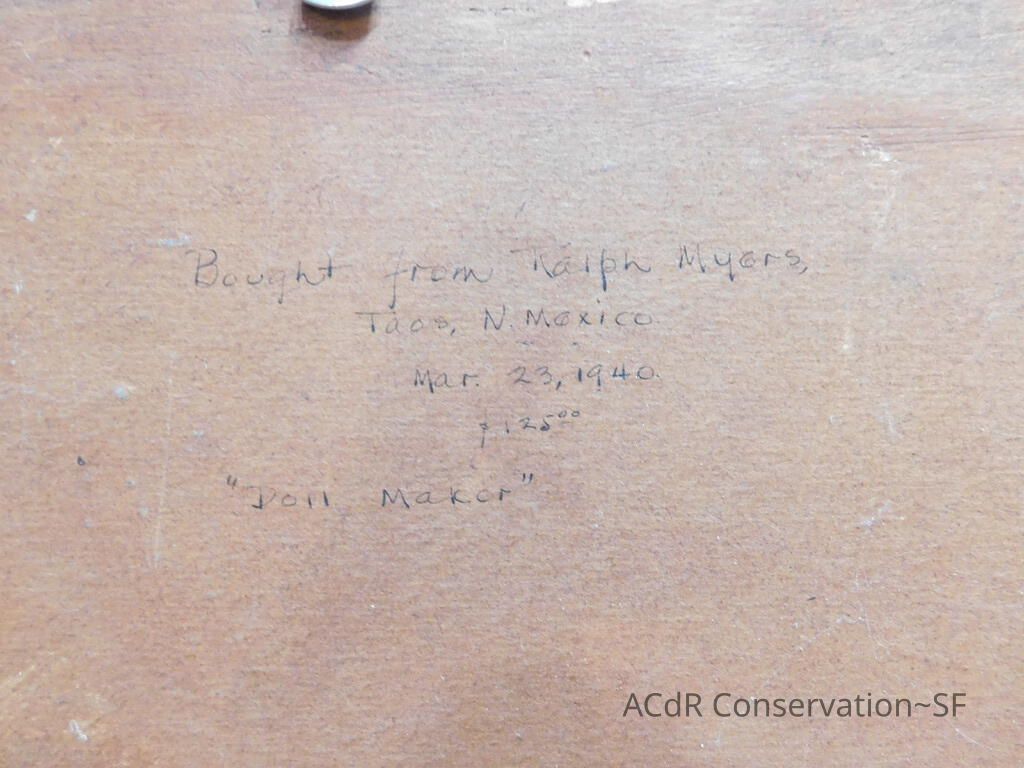 Bought from Ralph Myers,
Taos, N. Mexico.
Mar. 23, 1940.
$125.00
"Doll Maker"
ACdR Conservation~SF